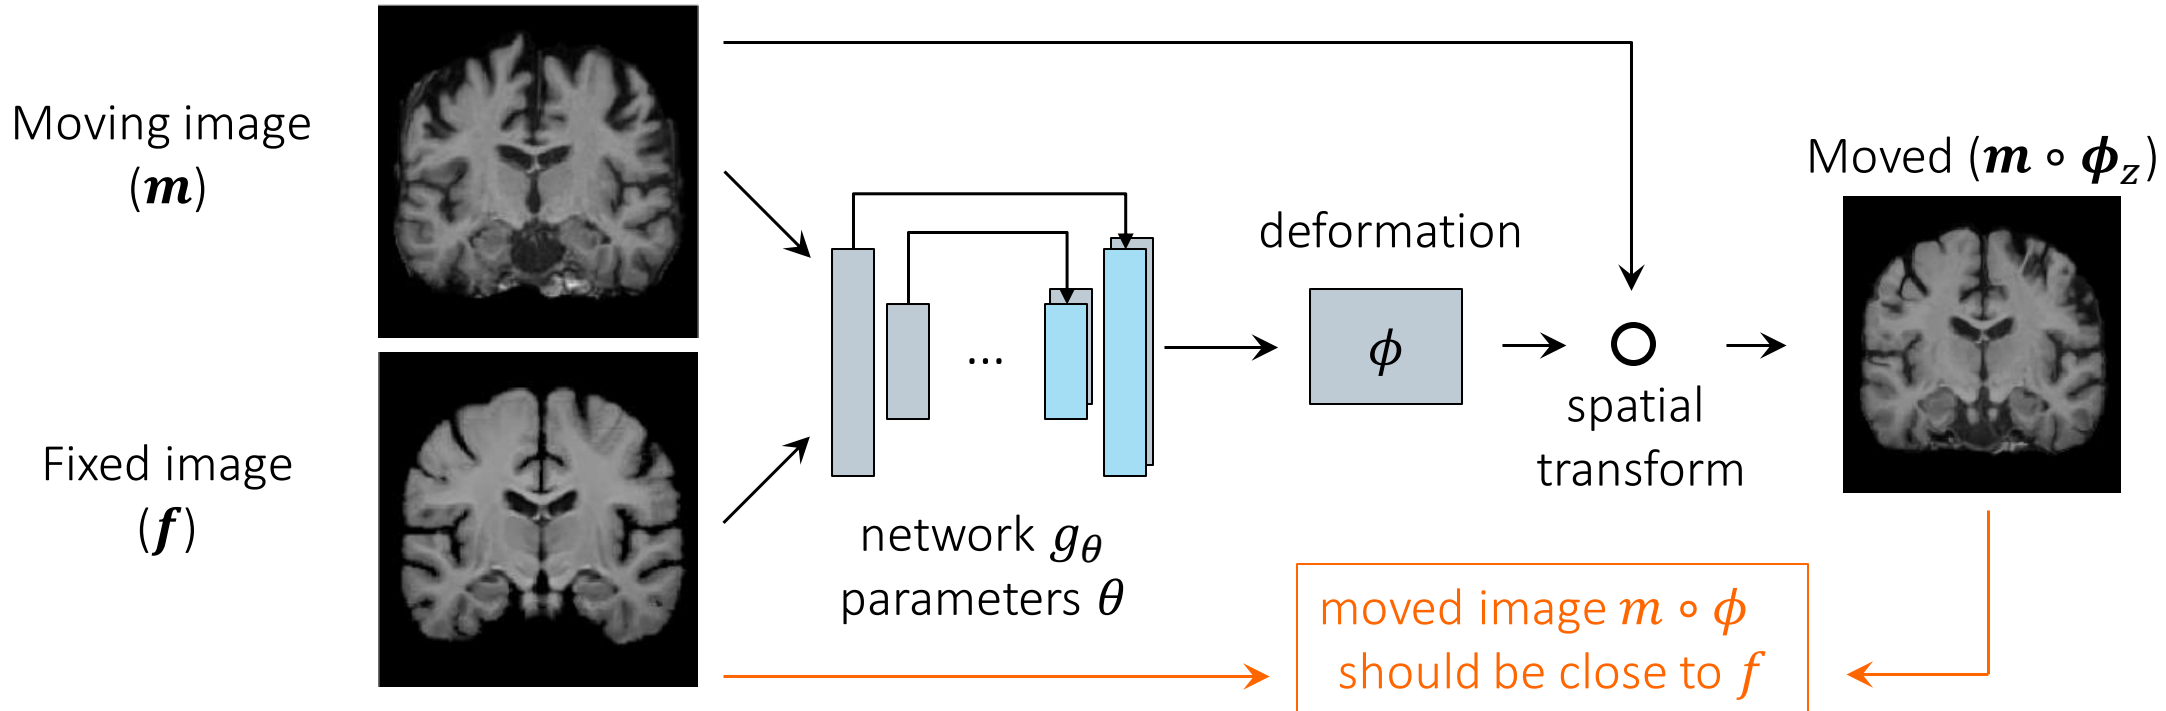 Moving image
(m)
Fixed image
(f)
...
network gθ
parameters θ
deformation
ϕ
spatial
transform
Moved (m ∘ ϕz)
moved image m ∘ ϕ
should be close to f